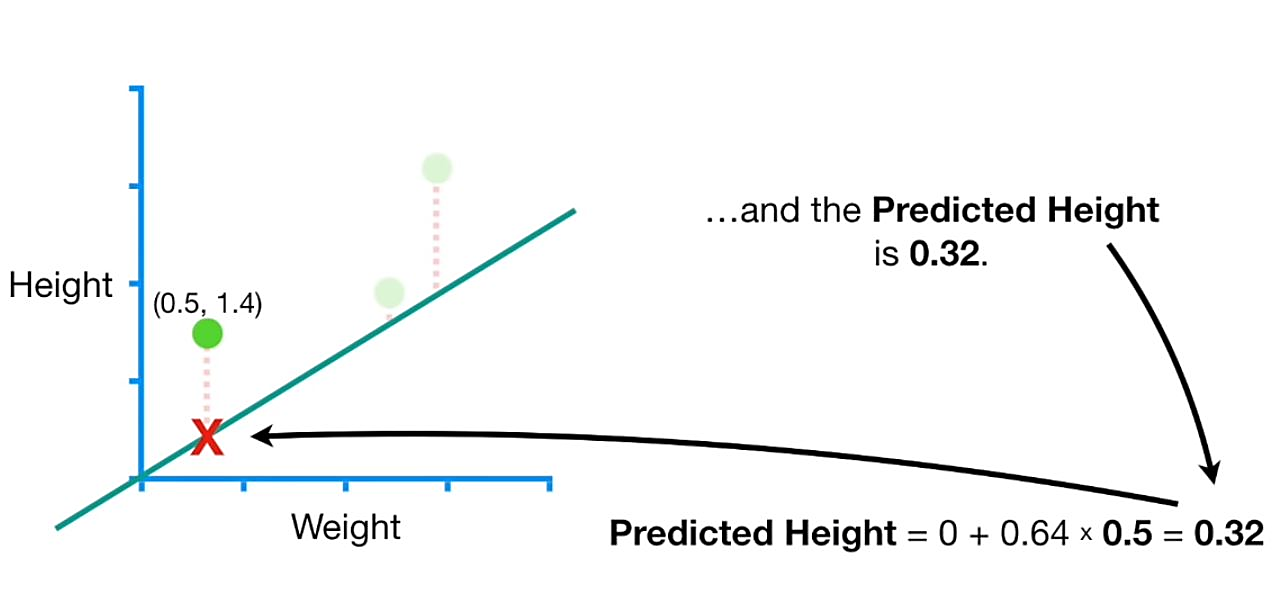 …and the Predicted Height
is 0.32.
Height
(0.5, 1.4)
X
Weight
Predicted Height = 0 + 0.64 × 0.5 = 0.32